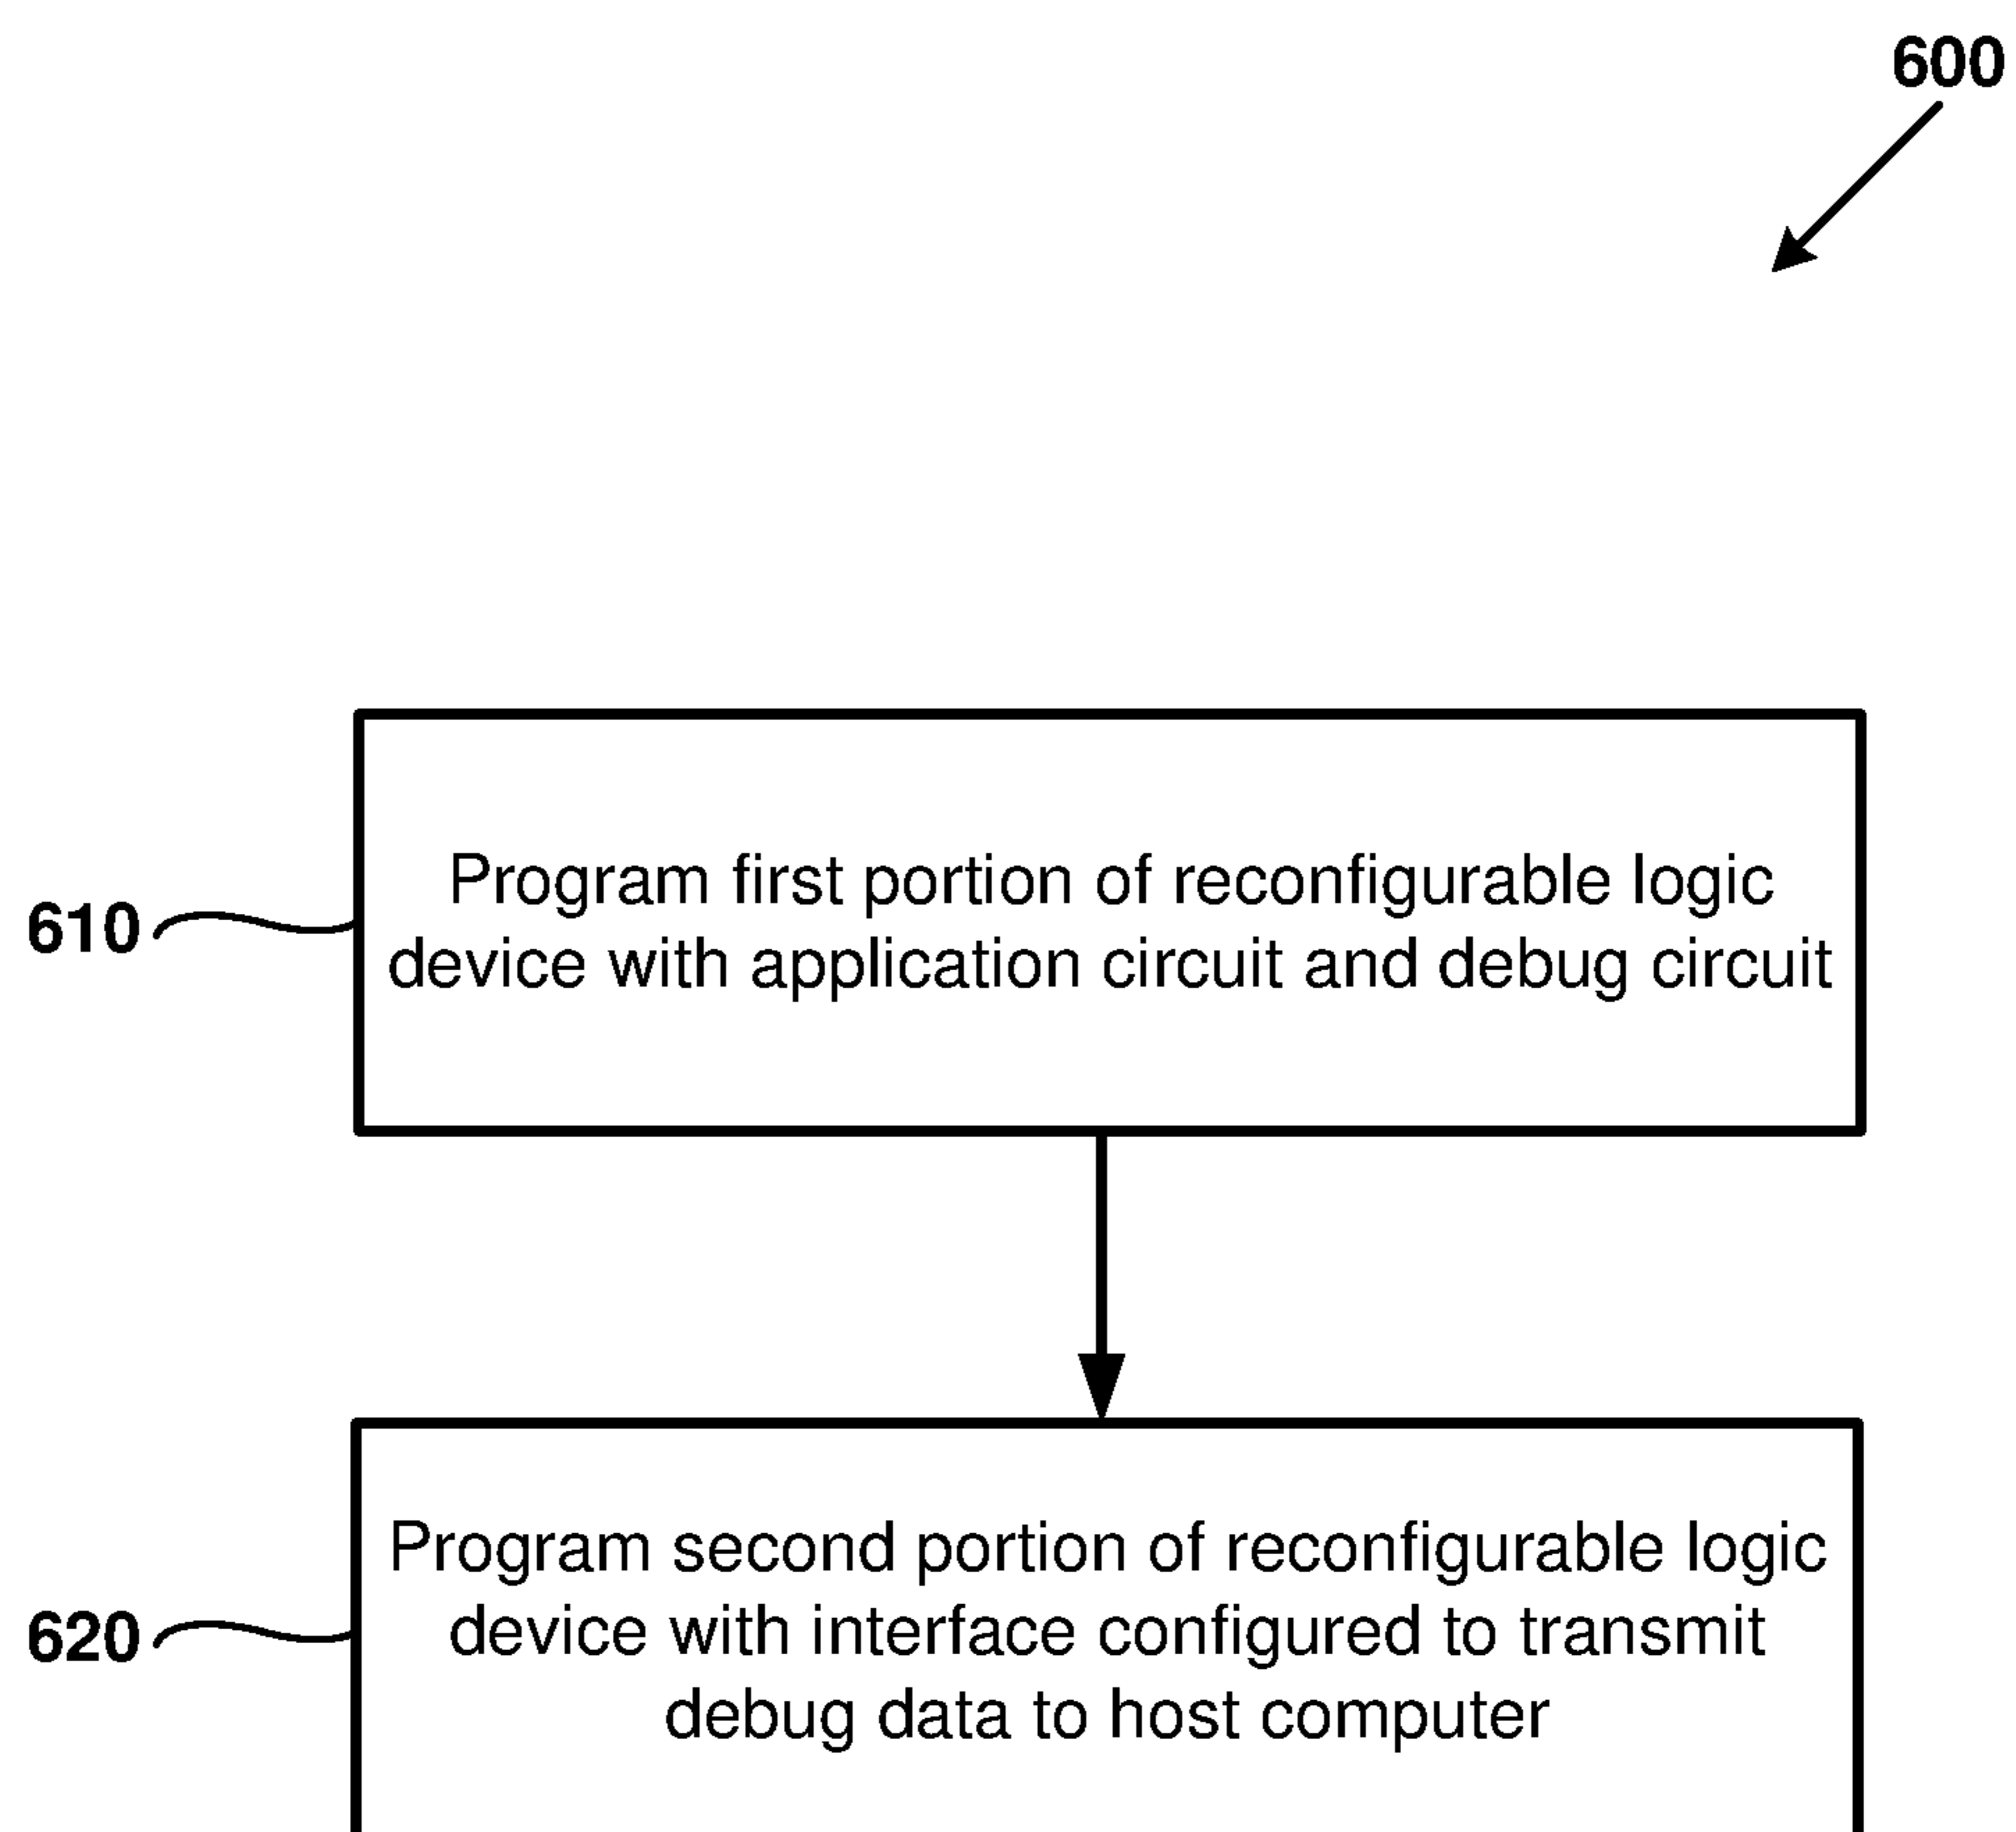 600
610
Program first portion of reconfigurable logic
device with application circuit and debug circuit
620
Program second portion of reconfigurable logic
device with interface configured to transmit
debug data to host computer